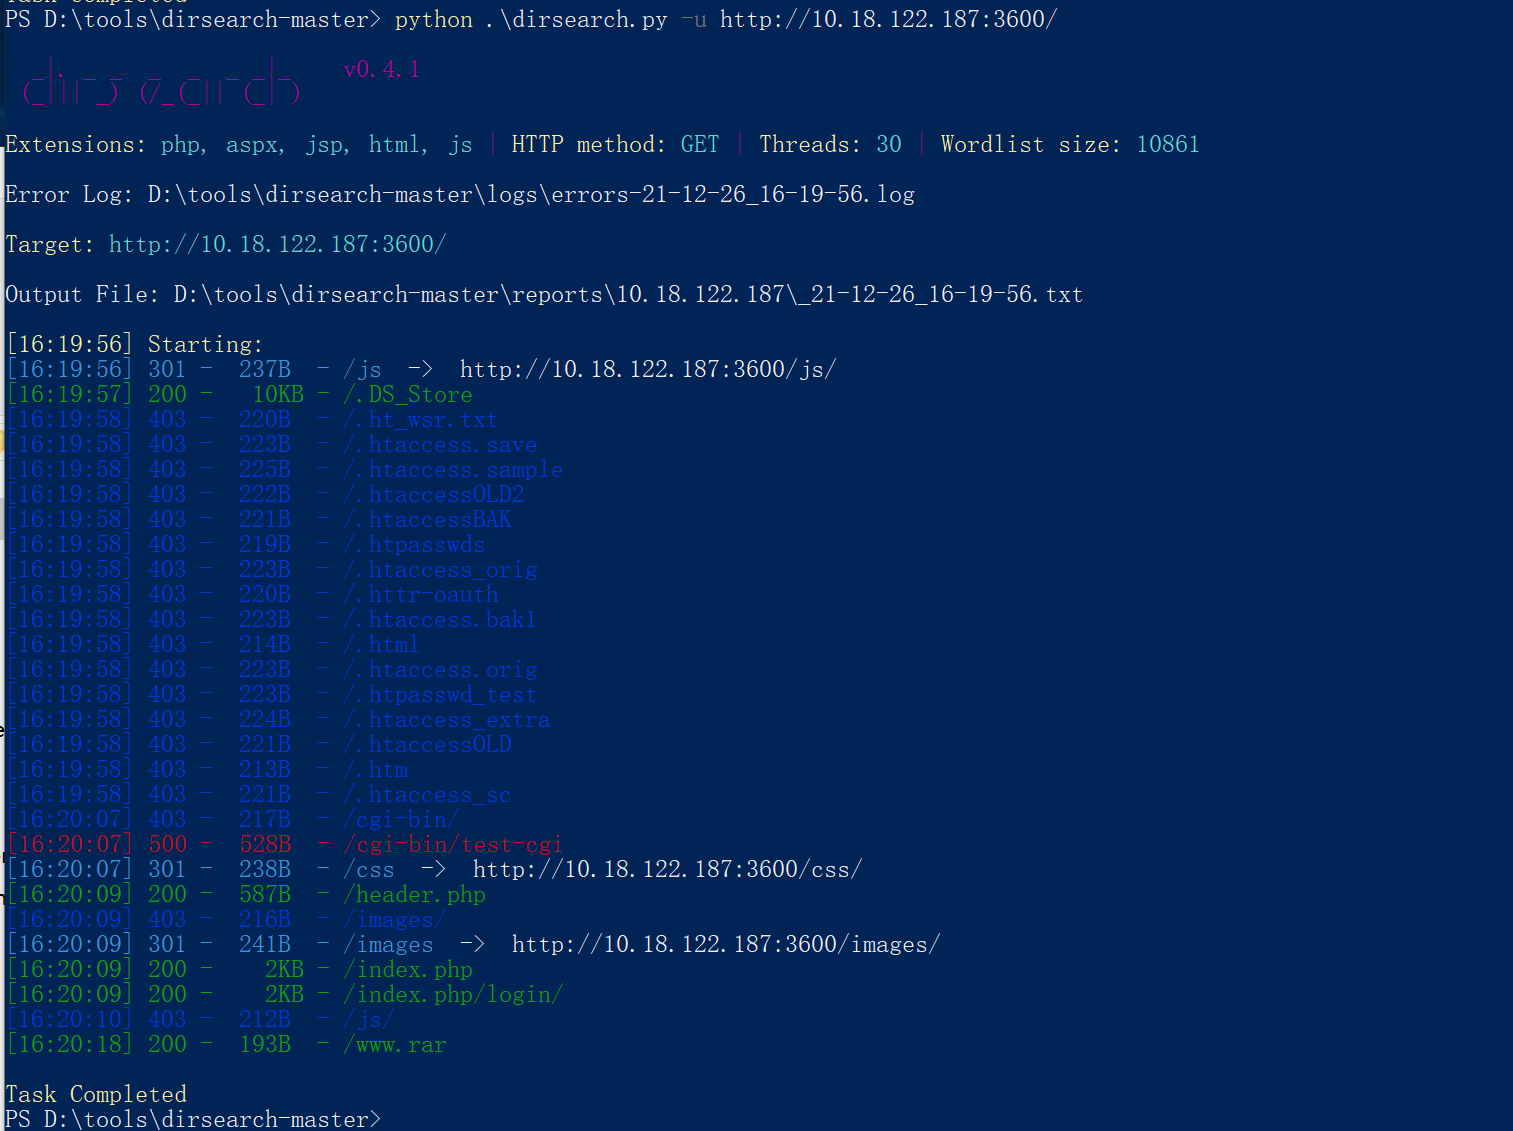 PS D:\tools\dirsearch-master> python .\dirsearch.py -u http://10.18.122.187:3600/
v0.4.1
Extensions: php, aspx, jsp, html, js | HTTP method: GET | Threads: 30 | Wordlist size: 10861
Error Log: D:\tools\dirsearch-master\logs\errors-21-12-26_16-19-56.log
Target: http://10.18.122.187:3600/
Output File: D:\tools\dirsearch-master\reports\10.18.122.187\_21-12-26_16-19-56.txt
[16:19:56] Starting:
[16:19:56] 301 -  237B  - /js  ->  http://10.18.122.187:3600/js/
[16:19:57] 200 -   10KB - /.DS_Store
[16:19:58] 403 -  220B  - /.ht_wsr.txt
[16:19:58] 403 -  223B  - /.htaccess.save
[16:19:58] 403 -  225B  - /.htaccess.sample
[16:19:58] 403 -  222B  - /.htaccessOLD2
[16:19:58] 403 -  221B  - /.htaccessBAK
[16:19:58] 403 -  219B  - /.htpasswds
[16:19:58] 403 -  223B  - /.htaccess_orig
[16:19:58] 403 -  220B  - /.httr-oauth
[16:19:58] 403 -  223B  - /.htaccess.bak1
[16:19:58] 403 -  214B  - /.html
[16:19:58] 403 -  223B  - /.htaccess.orig
[16:19:58] 403 -  223B  - /.htpasswd_test
[16:19:58] 403 -  224B  - /.htaccess_extra
[16:19:58] 403 -  221B  - /.htaccessOLD
[16:19:58] 403 -  213B  - /.htm
[16:19:58] 403 -  221B  - /.htaccess_sc
[16:20:07] 403 -  217B  - /cgi-bin/
[16:20:07] 500 -  528B  - /cgi-bin/test-cgi
[16:20:07] 301 -  238B  - /css  ->  http://10.18.122.187:3600/css/
[16:20:09] 200 -  587B  - /header.php
[16:20:09] 403 -  216B  - /images/
[16:20:09] 301 -  241B  - /images  ->  http://10.18.122.187:3600/images/
[16:20:09] 200 -    2KB - /index.php
[16:20:09] 200 -    2KB - /index.php/login/
[16:20:10] 403 -  212B  - /js/
[16:20:18] 200 -  193B  - /www.rar
Task Completed
PS D:\tools\dirsearch-master>